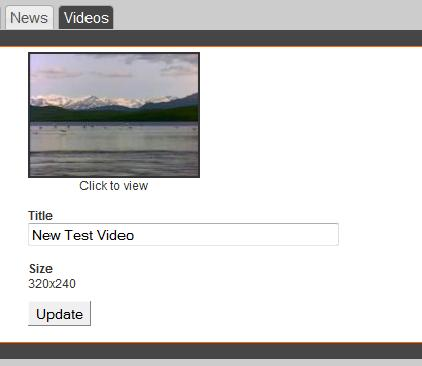 News Videos
Click to view
Title
New Test Video
Size
320x240
Update